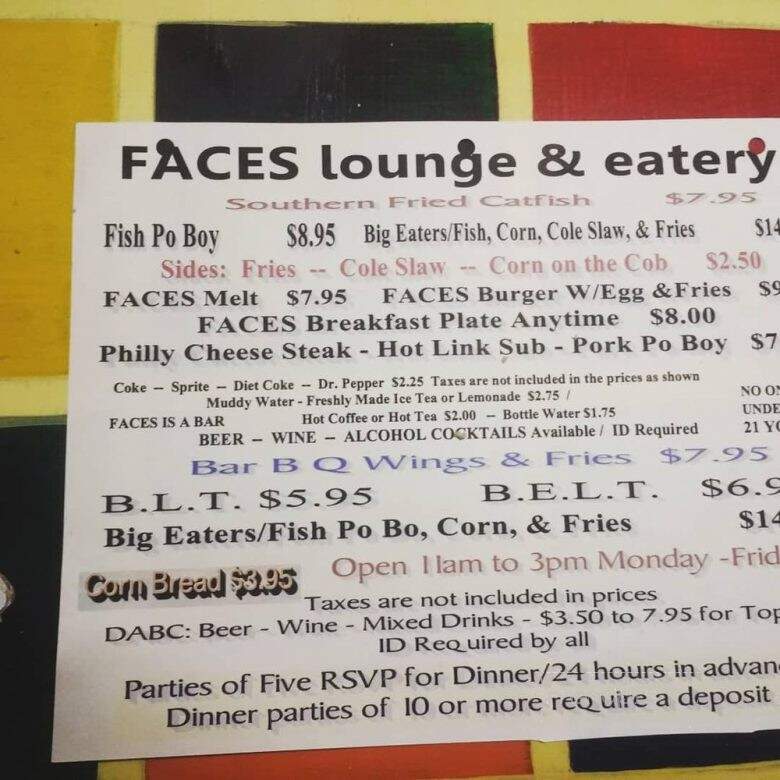 FACES lounge & eatery
Southern Fried Catfish $7.95
Fish Po Boy $8.95 Big Eaters/Fish, Corn, Cole Slaw, & Fries $14
Sides: Fries -- Cole Slaw -- Corn on the Cob $2.50
FACES Melt $7.95 FACES Burger W/Egg &Fries $9
FACES Breakfast Plate Anytime $8.00
Philly Cheese Steak - Hot Link Sub - Pork Po Boy $7
Coke -- Sprite -- Diet Coke -- Dr. Pepper $2.25 Taxes are not included in the prices as shown
Muddy Water - Freshly Made Ice Tea or Lemonade $2.75 / NO
FACES IS A BAR Hot Coffee or Hot Tea $2.00 -- Bottle Water $1.75 UNDE
BEER -- WINE -- ALCOHOL COCKTAILS Available / ID Required 21
Bar B Q Wings & Fries $7.95
B.L.T. $5.95 B.E.L.T. $6.9
Big Eaters/Fish Po Bo, Corn, & Fries $14
Corn Bread $3.95 Open 11am to 3pm Monday -Frid
Taxes are not included in prices
DABC: Beer - Wine - Mixed Drinks - $3.50 to 7.95 for Top
ID Required by all
Parties of Five RSVP for Dinner/24 hours in advan
Dinner parties of 10 or more require a deposit